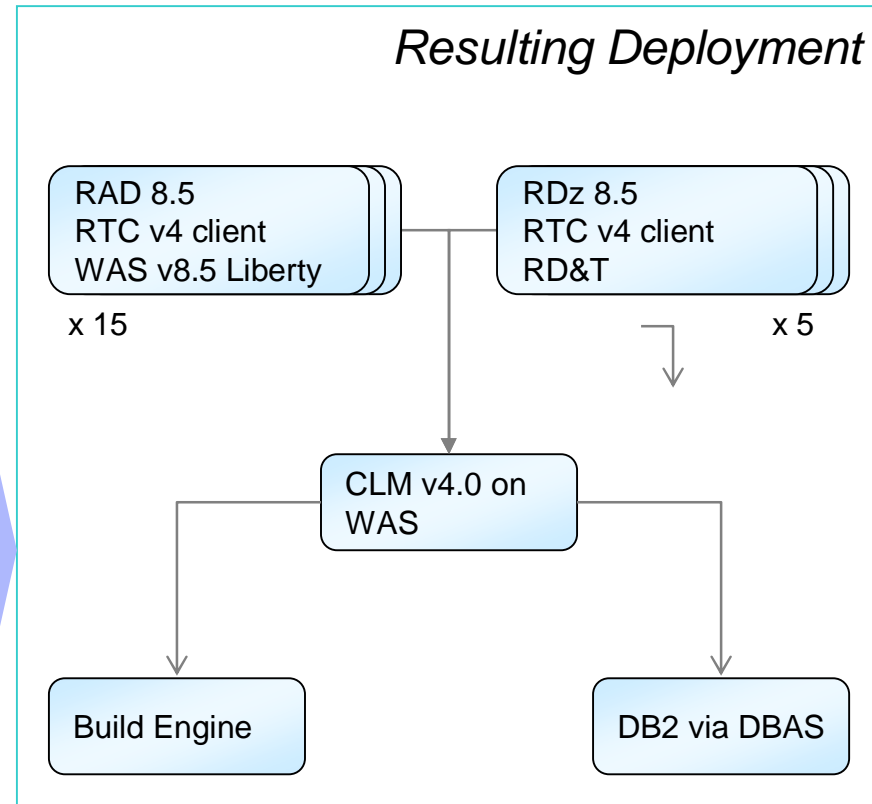 Resulting Deployment
RAD 8.5
RTC v4 client
WAS v8.5 Liberty
x 15
RDz 8.5
RTC v4 client
RD&T
x 5
CLM v4.0 on
WAS
Build Engine
DB2 via DBAS